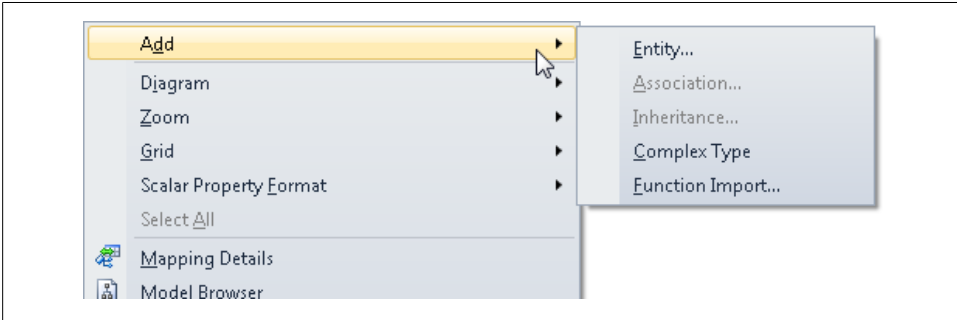 Add
Diagram
Zoom
Grid
Scalar Property Format
Select All
Mapping Details
Model Browser
Entity...
Association...
Inheritance...
Complex Type
Function Import...